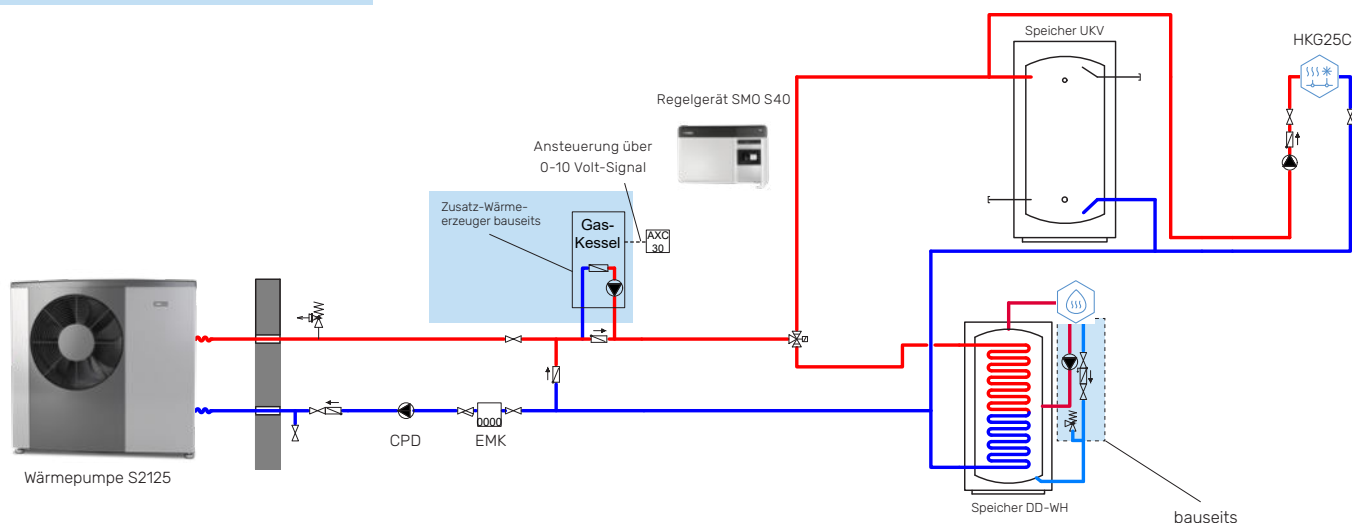 Speicher UKV
HKG25C
Regelgerät SMO S40
Ansteuerung über
0-10 Volt-Signal
Zusatz-Wärme-
erzeuger bauseits
Gas-
Kessel
AXC
30
CPD
0000
EMK
Wärmepumpe S2125
Speicher DD-WH
bauseits